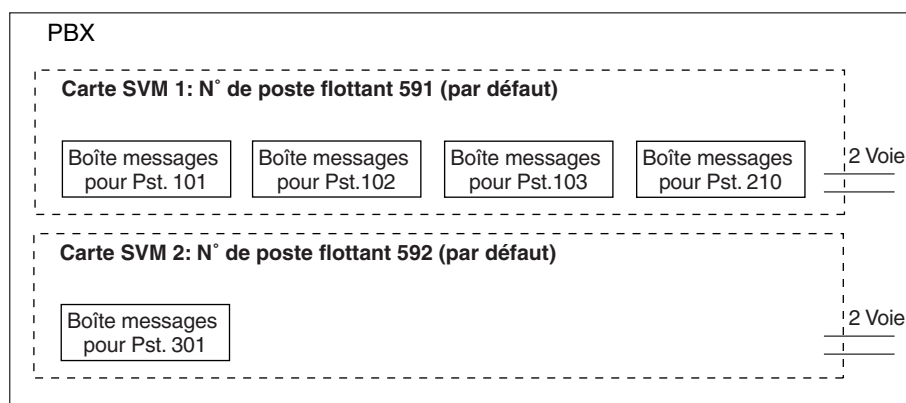 PBX
Carte SVM 1: N° de poste flottant 591 (par défaut)
Boîte messages
pour Pst. 101
Boîte messages
pour Pst.102
Boîte messages
pour Pst.103
Boîte messages
pour Pst. 210
2 Voie
Carte SVM 2: N° de poste flottant 592 (par défaut)
Boîte messages
pour Pst. 301
2 Voie